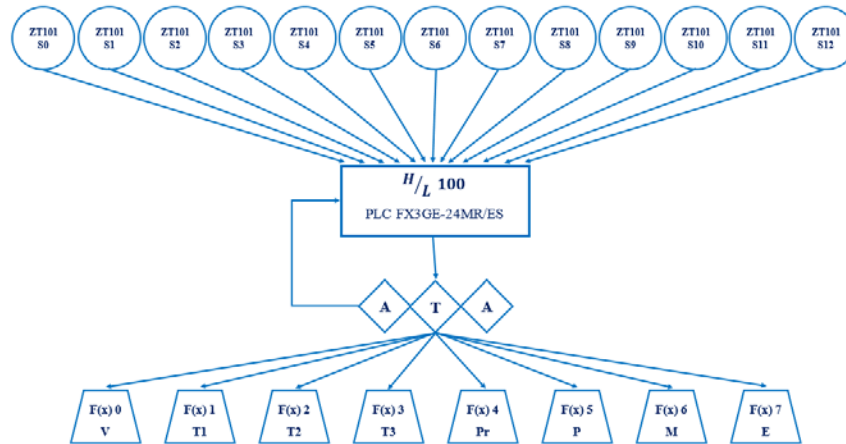 ZT101 ZT101 ZT101 ZT101 ZT101 ZT101 ZT101 ZT101 ZT101 ZT101 ZT101 ZT101 ZT101
S0 S1 S2 S3 S4 S5 S6 S7 S8 S9 S10 S11 S12
H/L 100
PLC FX3GE-24MR/ES
A T A
F(x) 0 F(x) 1 F(x) 2 F(x) 3 F(x) 4 F(x) 5 F(x) 6 F(x) 7
V T1 T2 T3 Pr P M E